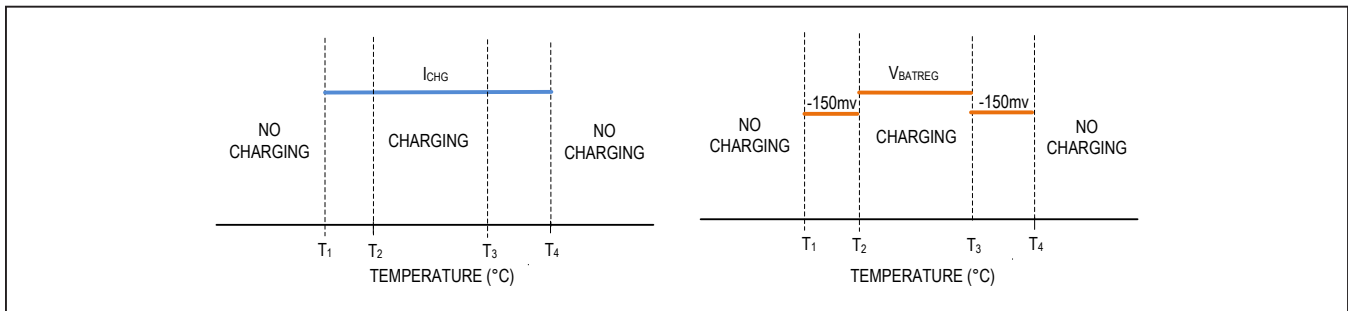 ICHG
NO
CHARGING
CHARGING
NO
CHARGING
T1 T2 T3 T4
TEMPERATURE (°C)
VBATREG
-150mv -150mv
NO
CHARGING
CHARGING
NO
CHARGING
T1 T2 T3 T4
TEMPERATURE (°C)